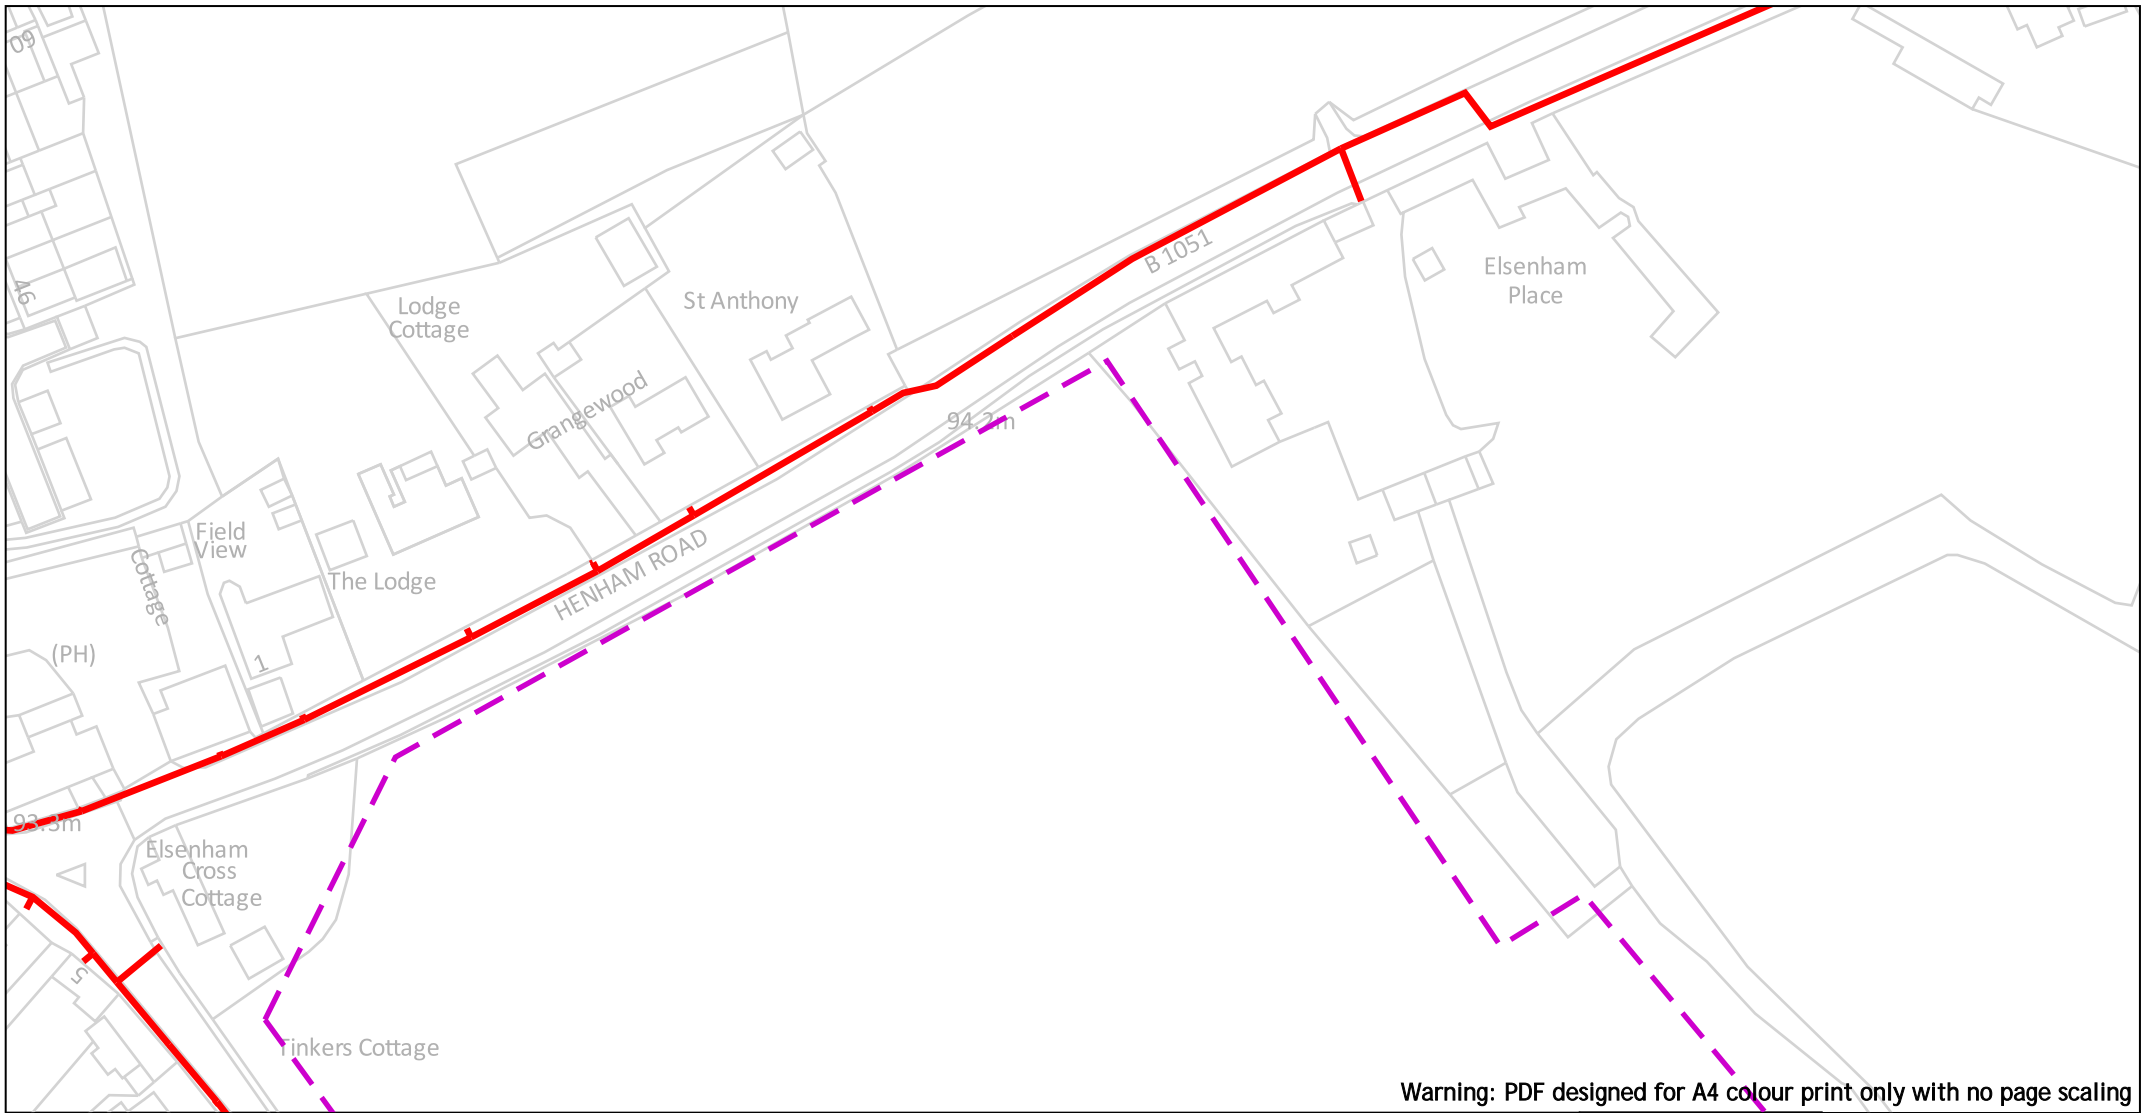 60
46
Lodge
Cottage
St Anthony
B 1051
Elsenham
Place
Grangewood
94.2m
Field
View
Cottage
The Lodge
HENHAM ROAD
(PH)
1
93.3m
Elsenham
Cross
Cottage
5
Tinkers Cottage
Warning: PDF designed for A4 colour print only with no page scaling